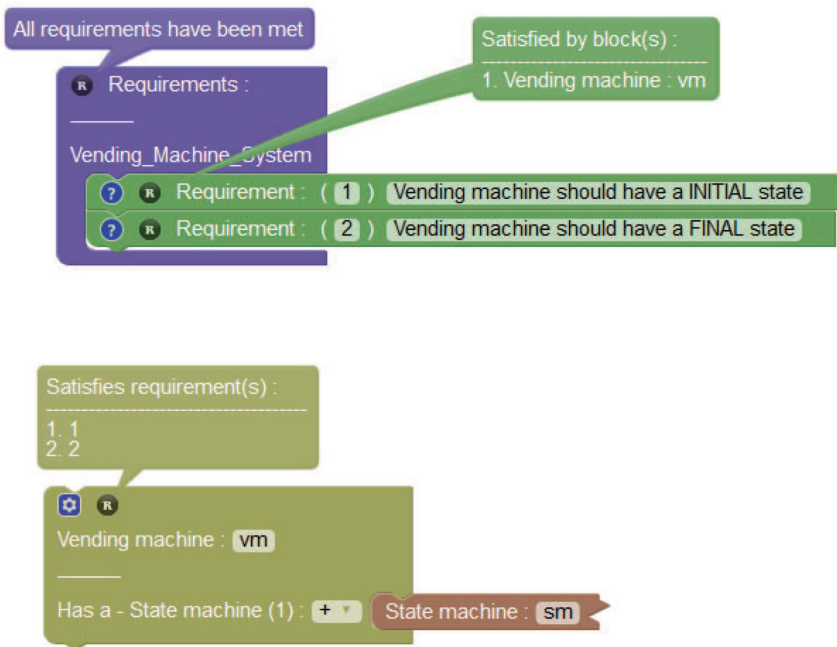 All requirements have been met
Satisfied by block(s) :
--------------------------------
1. Vending machine : vm
R Requirements :
Vending_Machine_System
? R Requirement : ( 1 ) Vending machine should have a INITIAL state
? R Requirement : ( 2 ) Vending machine should have a FINAL state
Satisfies requirement(s) :
-------------------------------------
1. 1
2. 2
R
Vending machine : vm
Has a - State machine (1) : + State machine : sm